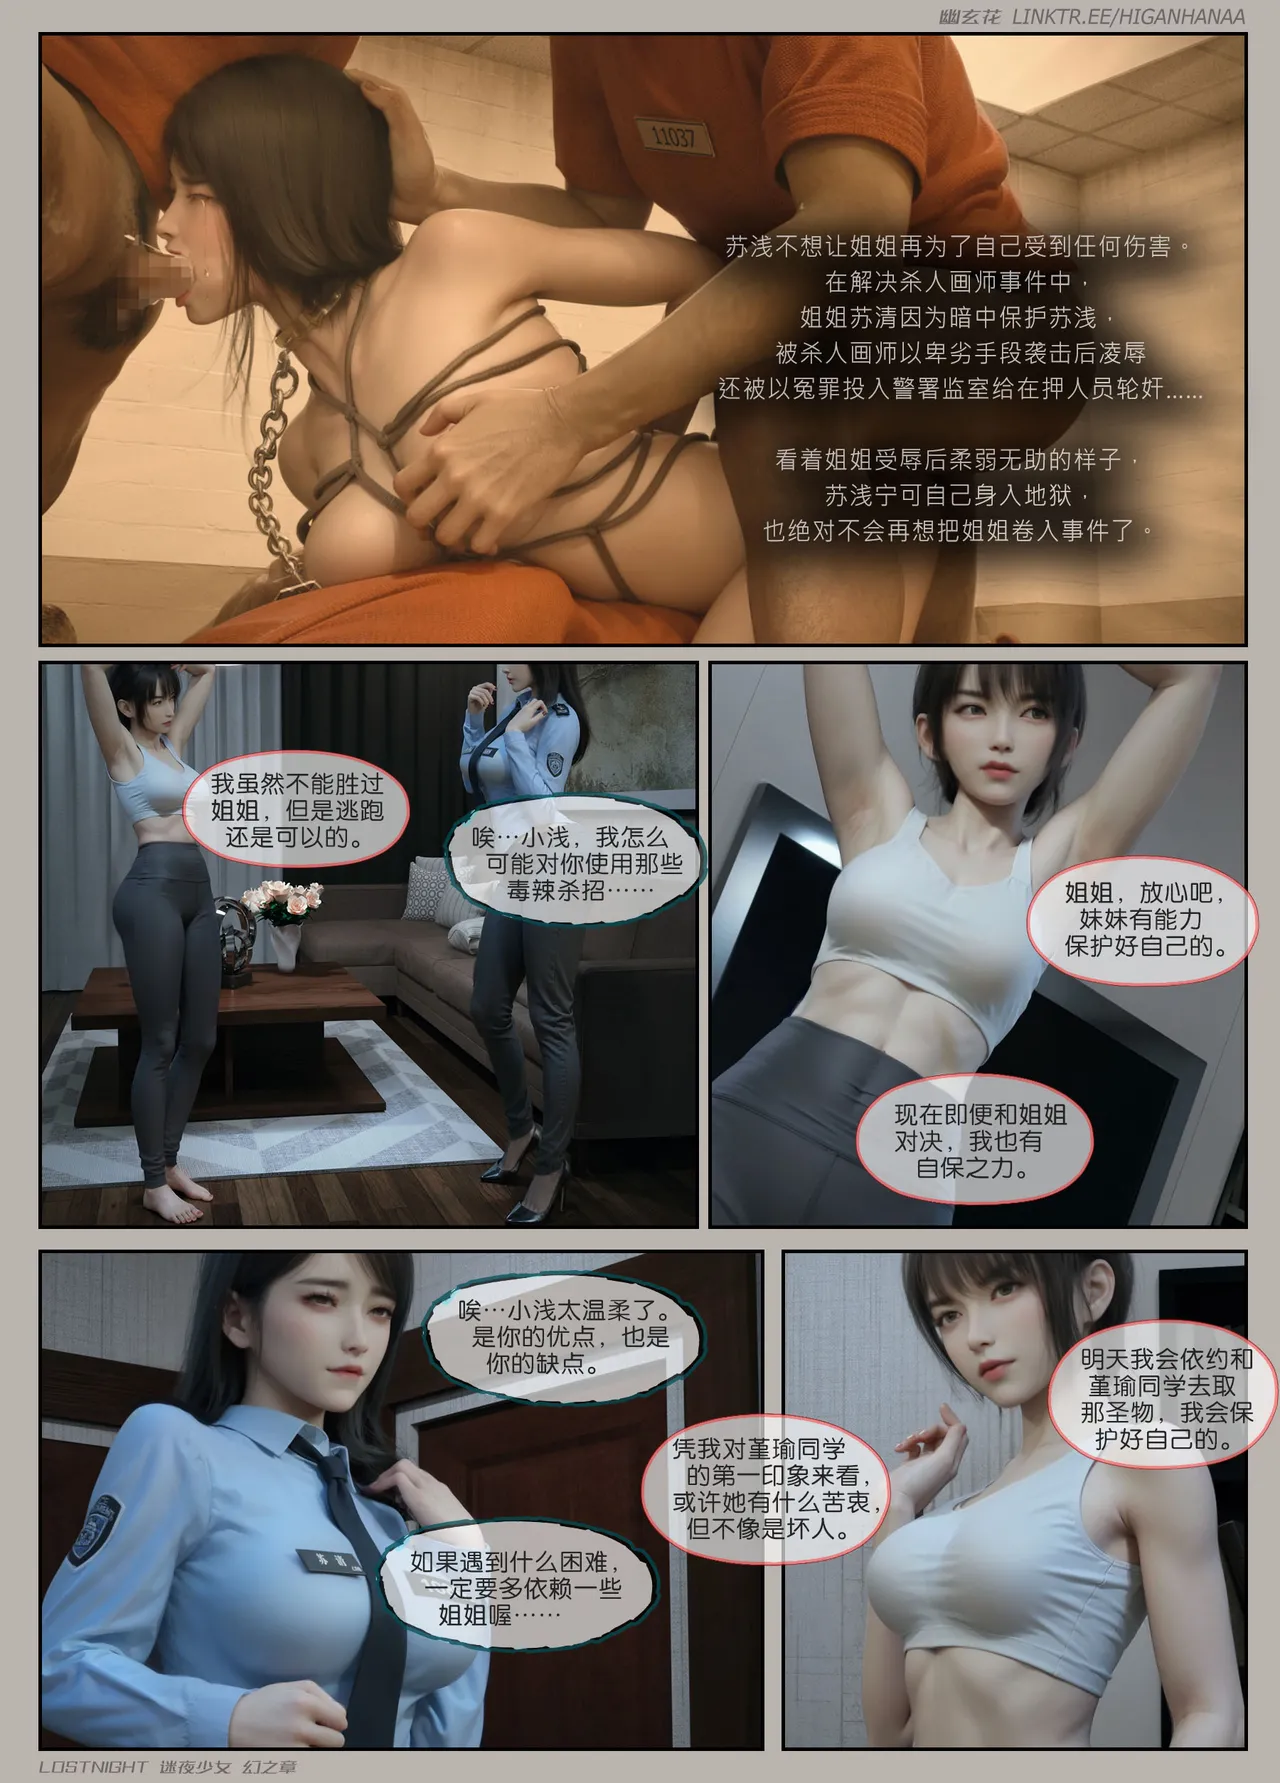 幽玄花 LINKTR.EE/HIGANHANAA
苏浅不想让姐姐再为了自己受到任何伤害。
在解决杀人画师事件中，
姐姐苏清因为暗中保护苏浅，
被杀人画师以卑劣手段袭击后凌辱
还被以冤罪投入警署监室给在押人员轮奸……
看着姐姐受辱后柔弱无助的样子，
苏浅宁可自己身入地狱，
也绝对不会再想把姐姐卷入事件了。
11037
我虽然不能胜过
姐姐，但是逃跑
还是可以的。
唉…小浅，我怎么
可能对你使用那些
毒辣杀招……
姐姐，放心吧，
妹妹有能力
保护好自己的。
现在即便和姐姐
对决，我也有
自保之力。
唉…小浅太温柔了。
是你的优点，也是
你的缺点。
如果遇到什么困难，
一定要多依赖一些
姐姐喔……
凭我对堇瑜同学
的第一印象来看，
或许她有什么苦衷，
但不像是坏人。
明天我会依约和
堇瑜同学去取
那圣物，我会保
护好自己的。
LOSTNIGHT 迷夜少女 幻之章